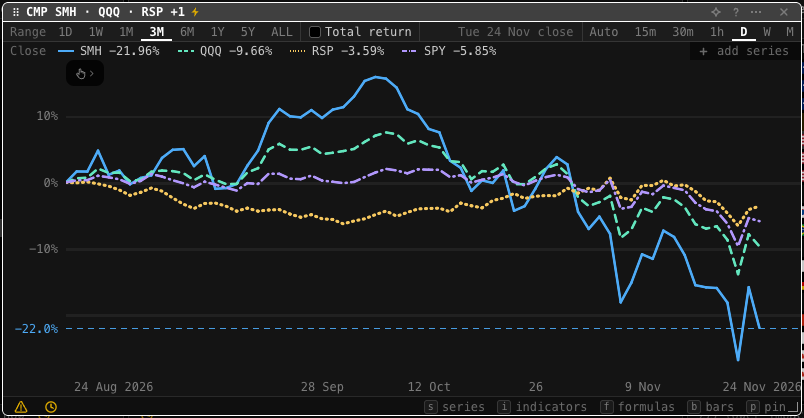 CMP SMH · QQQ · RSP +1 ? ··· ×
Range 1D 1W 1M 3M 6M 1Y 5Y ALL Total return Tue 24 Nov close Auto 15m 30m 1h D W M
Close SMH −21.96% QQQ −9.66% RSP −3.59% SPY −5.85% + add series
10%
0%
−10%
−22.0%
24 Aug 2026 28 Sep 12 Oct 26 9 Nov 24 Nov 2026
s series i indicators f formulas b bars p pin